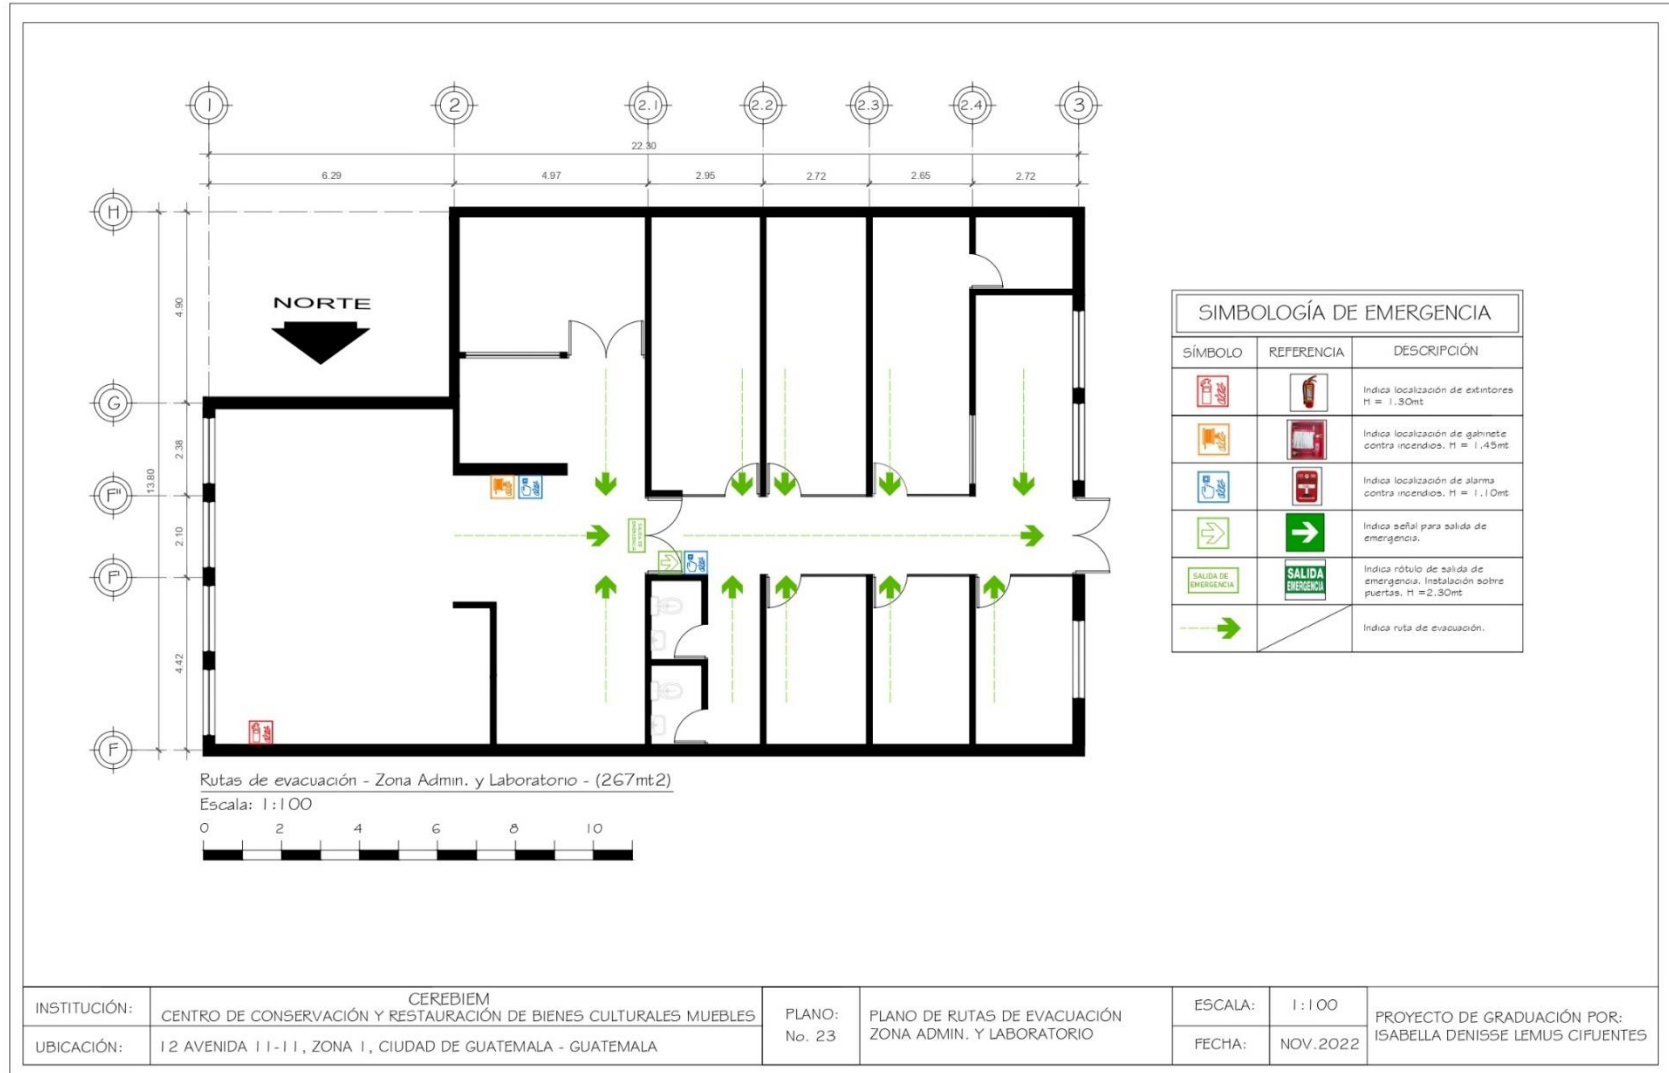 1
2
2.1
2.2
2.3
2.4
3
22.30
6.29
4.97
2.95
2.72
2.65
2.72
H
G
F"
F'
F
13.80
4.90
2.38
2.10
4.42
NORTE
SALIDA DE
EMERGENCIA
Rutas de evacuación - Zona Admin. y Laboratorio - (267mt2)
Escala: 1:100
0 2 4 6 8 10
SIMBOLOGÍA DE EMERGENCIA
SÍMBOLO REFERENCIA DESCRIPCIÓN
Indica localización de extintores
H = 1.30mt
Indica localización de gabinete
contra incendios. H = 1.45mt
Indica localización de alarma
contra incendios. H = 1.10mt
Indica señal para salida de
emergencia.
SALIDA DE
EMERGENCIA
SALIDA
EMERGENCIA
Indica rótulo de salida de
emergencia. Instalación sobre
puertas. H =2.30mt
Indica ruta de evacuación.
INSTITUCIÓN:
CEREBIEM
CENTRO DE CONSERVACIÓN Y RESTAURACIÓN DE BIENES CULTURALES MUEBLES
UBICACIÓN:
12 AVENIDA 11-11, ZONA 1, CIUDAD DE GUATEMALA - GUATEMALA
PLANO:
No. 23
PLANO DE RUTAS DE EVACUACIÓN
ZONA ADMIN. Y LABORATORIO
ESCALA: 1:100
FECHA: NOV.2022
PROYECTO DE GRADUACIÓN POR:
ISABELLA DENISSE LEMUS CIFUENTES